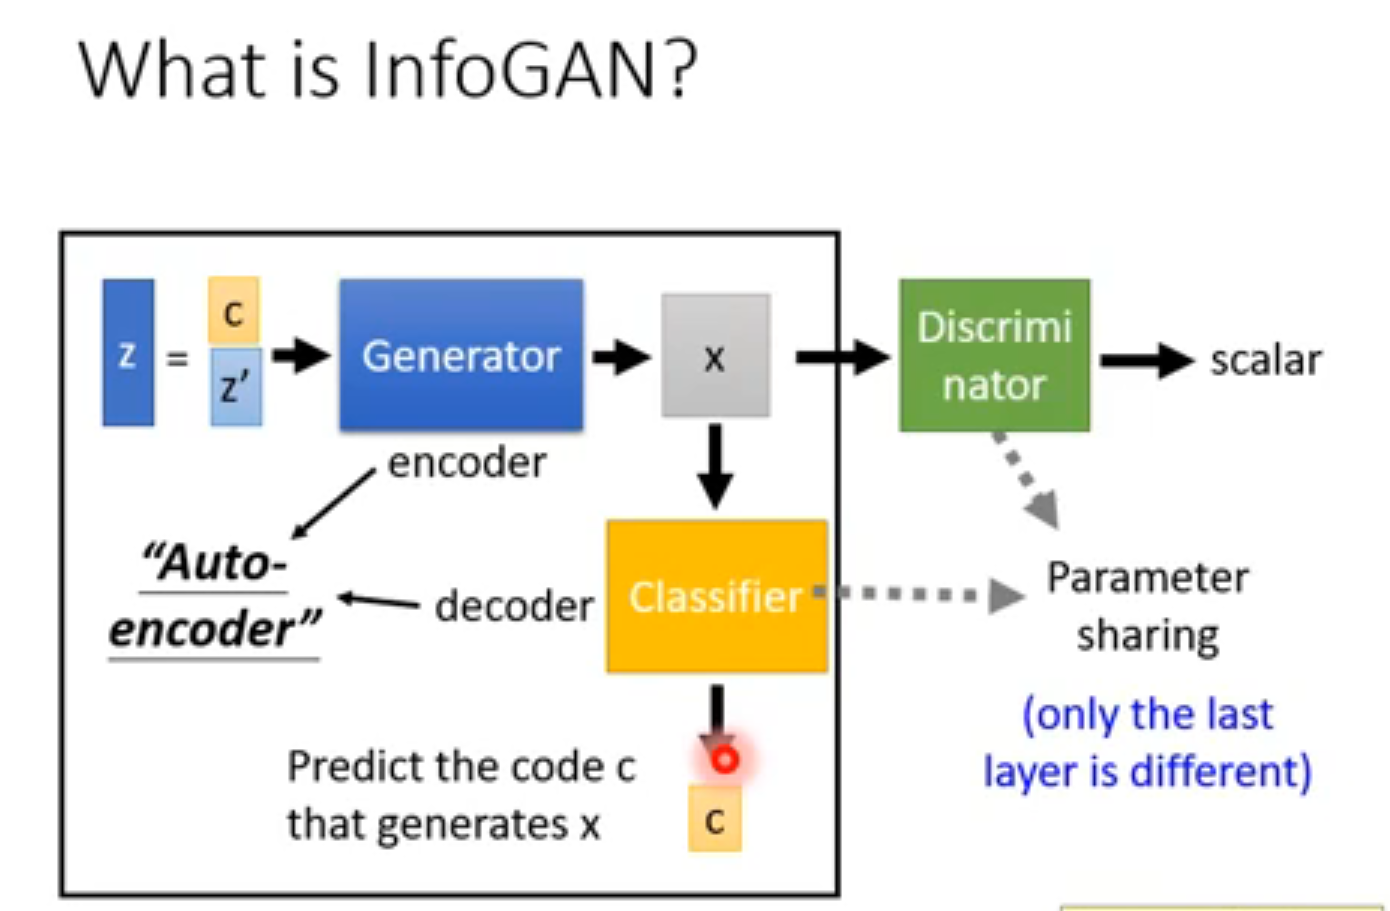 What is InfoGAN?
z
=
c
z'
Generator
x
Discrimi
nator
scalar
encoder
"Auto-
encoder"
decoder
Classifier
Parameter
sharing
(only the last
layer is different)
Predict the code c
that generates x
c